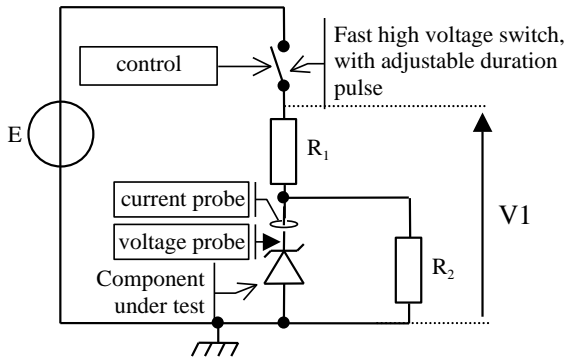 Fast high voltage switch,
with adjustable duration
pulse
control
E
R1
V1
current probe
voltage probe
Component
under test
R2